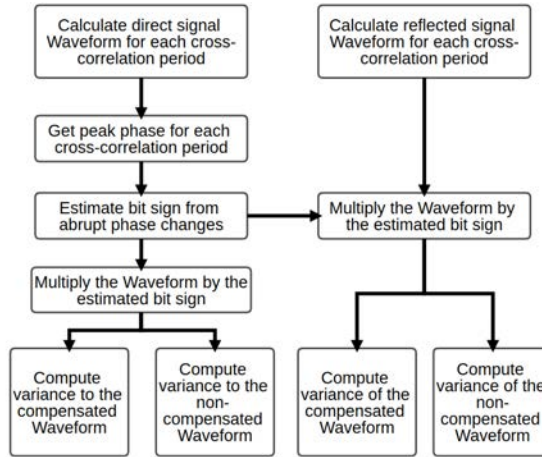 Calculate direct signal
Waveform for each cross-
correlation period
Calculate reflected signal
Waveform for each cross-
correlation period
Get peak phase for each
cross-correlation period
Estimate bit sign from
abrupt phase changes
Multiply the Waveform by
the estimated bit sign
Multiply the Waveform by the
estimated bit sign
Compute
variance to the
compensated
Waveform
Compute
variance to the
non-
compensated
Waveform
Compute
variance of the
compensated
Waveform
Compute
variance of the
non-
compensated
Waveform